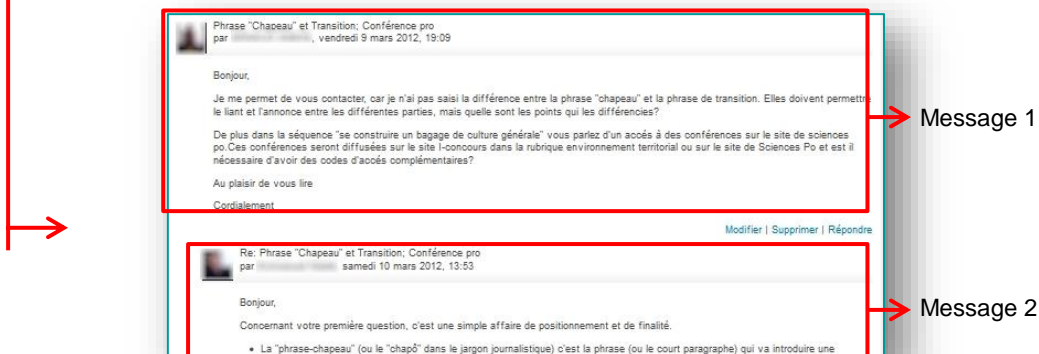 Phrase "Chapeau" et Transition; Conférence pro
par , vendredi 9 mars 2012, 19:09
Bonjour,
Je me permet de vous contacter, car je n'ai pas saisi la différence entre la phrase "chapeau" et la phrase de transition. Elles doivent permettre
le liant et l'annonce entre les différentes parties, mais quelle sont les points qui les différencies?
De plus dans la séquence "se construire un bagage de culture générale" vous parlez d'un accés à des conférences sur le site de sciences
po.Ces conférences seront diffusées sur le site I-concours dans la rubrique environnement territorial ou sur le site de Sciences Po et est il
nécessaire d'avoir des codes d'accés complémentaires?
Au plaisir de vous lire
Cordialement
Message 1
Modifier | Supprimer | Répondre
Re: Phrase "Chapeau" et Transition; Conférence pro
par samedi 10 mars 2012, 13:53
Bonjour,
Concernant votre première question, c'est une simple affaire de positionnement et de finalité.
• La "phrase-chapeau" (ou le "chapô" dans le jargon journalistique) c'est la phrase (ou le court paragraphe) qui va introduire une
Message 2